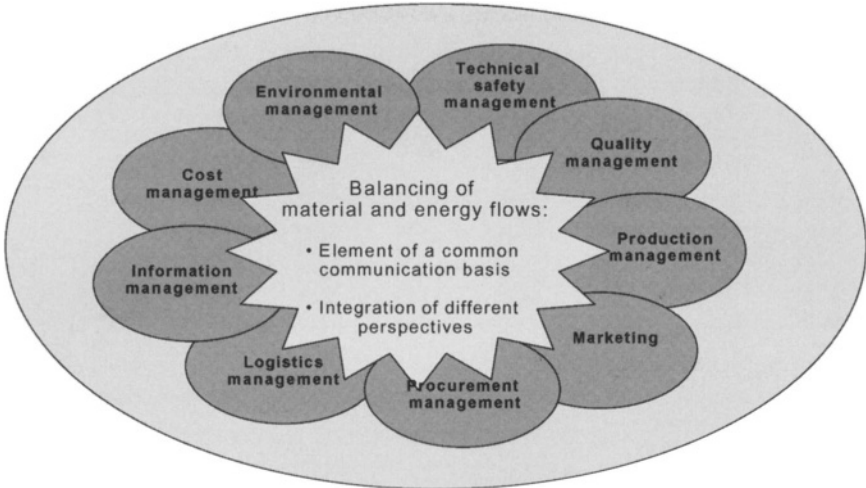 Environmental
management
Technical
safety
management
Quality
management
Cost
management
Balancing of
material and energy flows:
• Element of a common
communication basis
• Integration of different
perspectives
Production
management
Information
management
Marketing
Logistics
management
Procurement
management